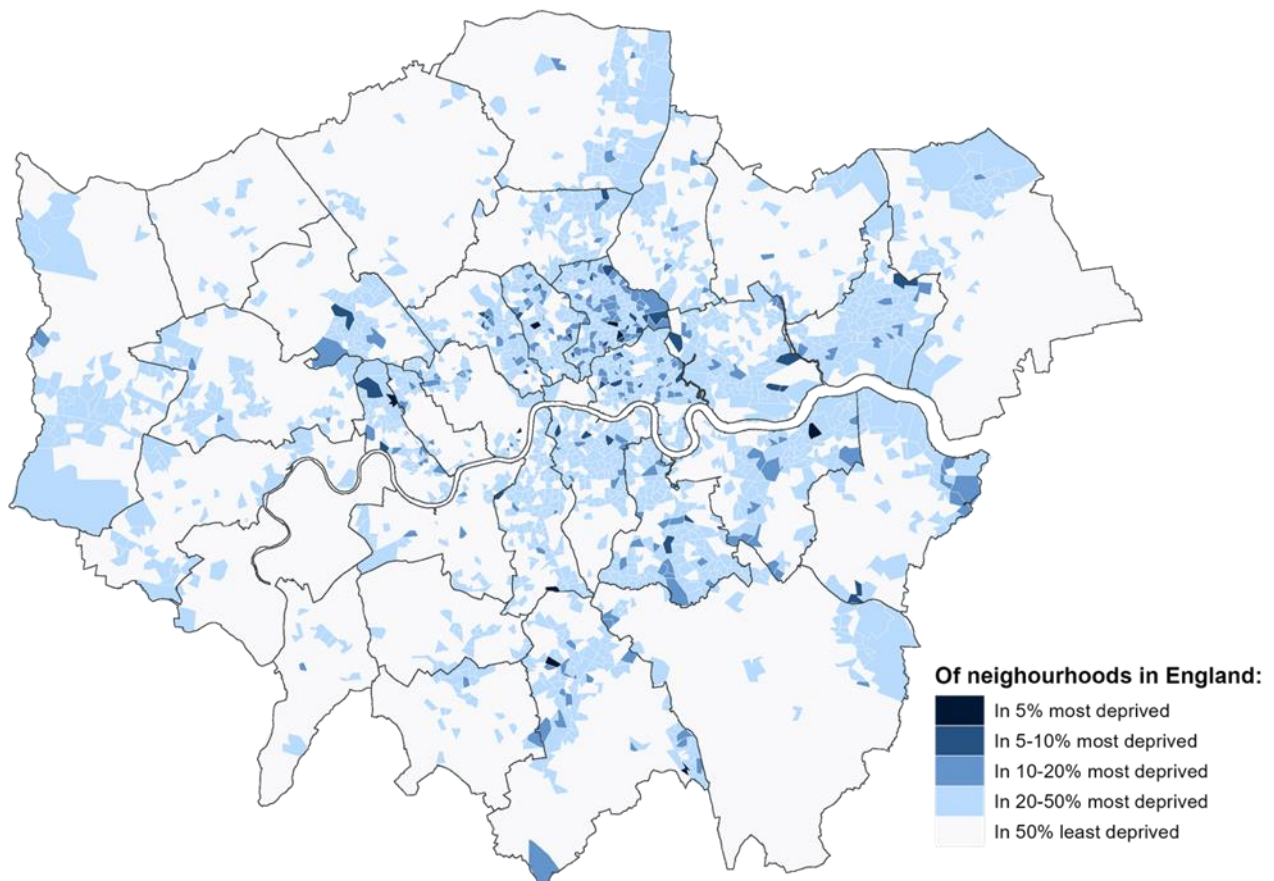 Of neighourhoods in England:
In 5% most deprived
In 5-10% most deprived
In 10-20% most deprived
In 20-50% most deprived
In 50% least deprived